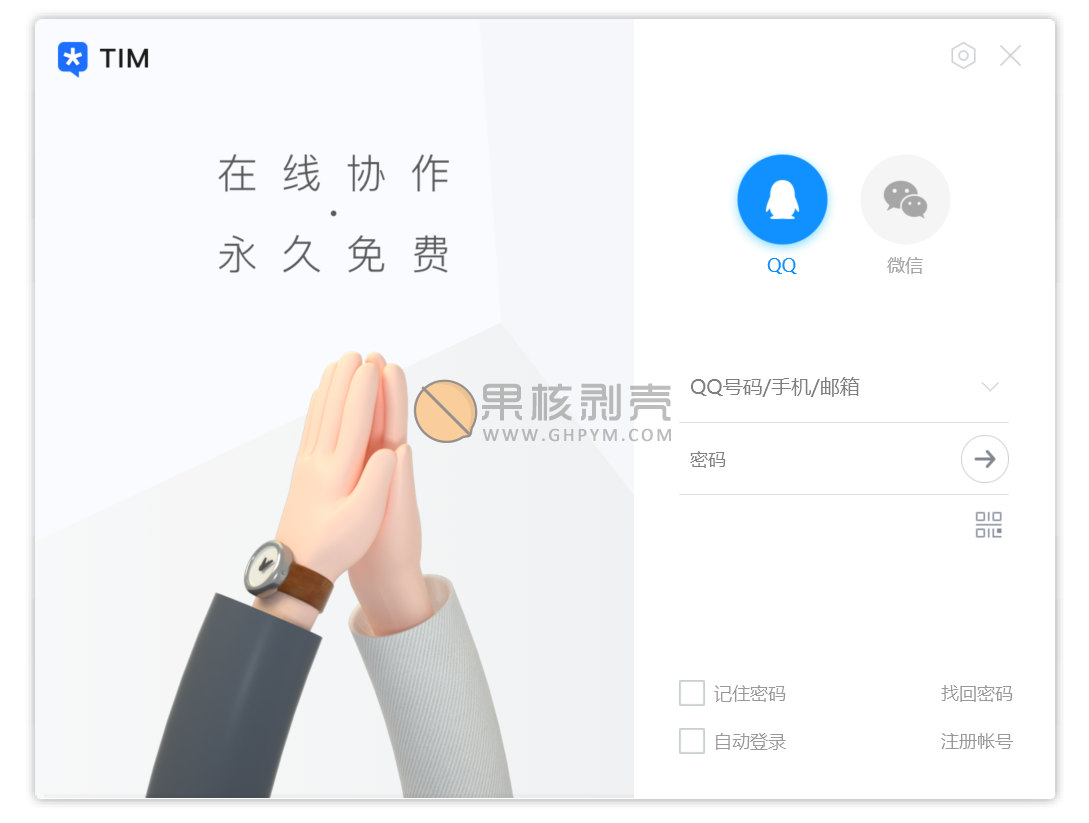 TIM
在线协作
·
永久免费
QQ
微信
果核剥壳
WWW.GHPYM.COM
QQ号码/手机/邮箱
密码
记住密码
找回密码
自动登录
注册帐号